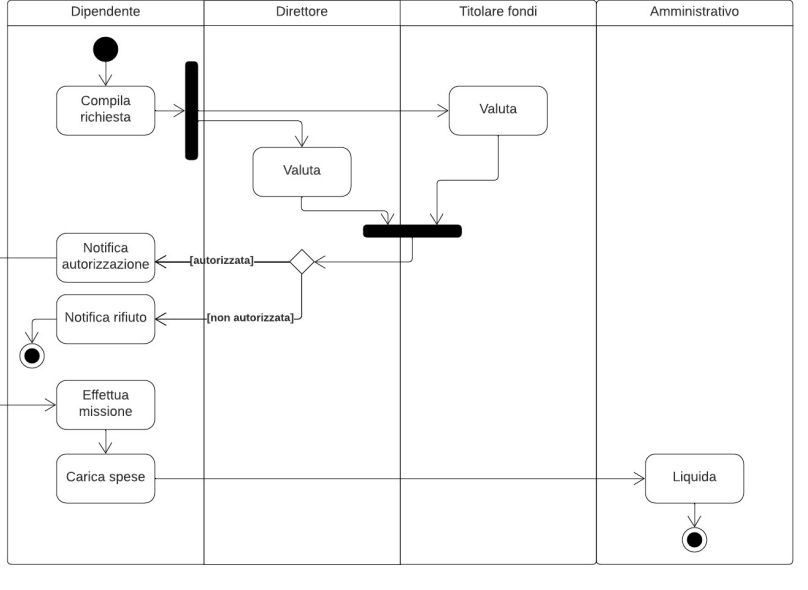 Dipendente
Direttore
Titolare fondi
Amministrativo
Compila
richiesta
Valuta
Valuta
Notifica
autorizzazione
[autorizzata]
Notifica rifiuto
[non autorizzata]
Effettua
missione
Carica spese
Liquida